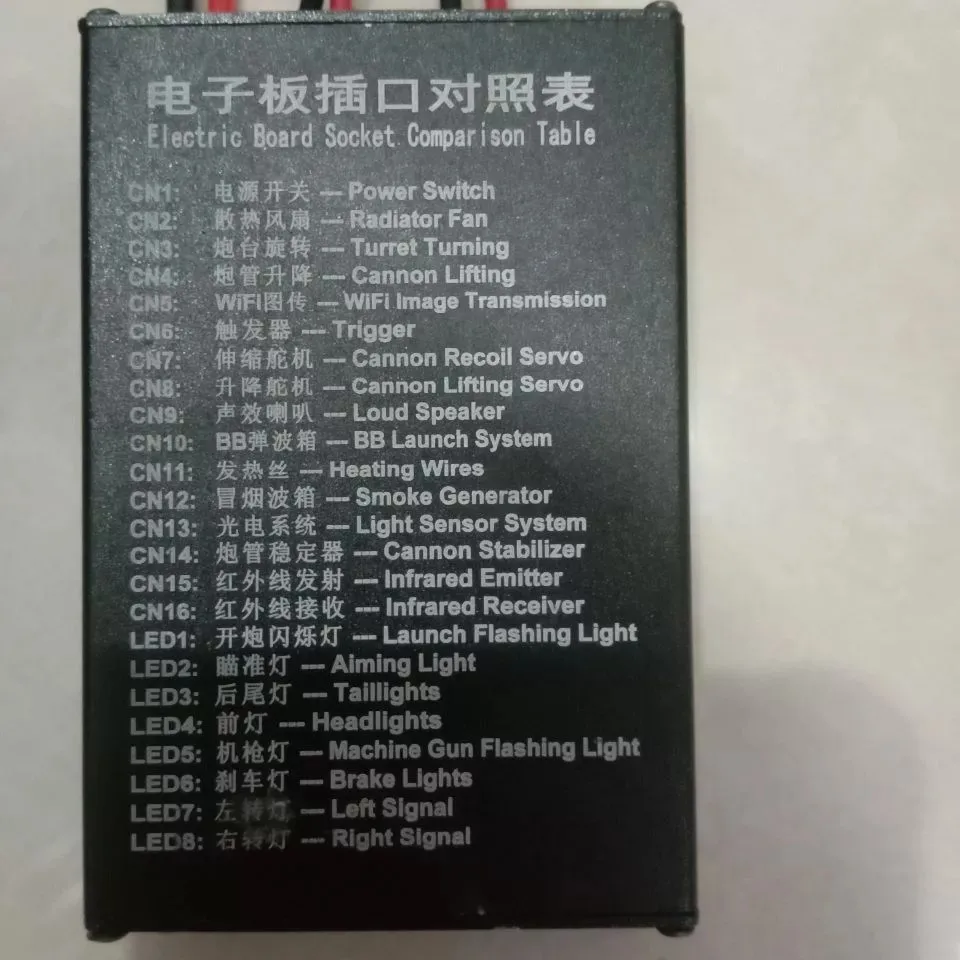 电子板插口对照表
Electric Board Socket Comparison Table
CN1: 电源开关 --- Power Switch
CN2: 散热风扇 --- Radiator Fan
CN3: 炮台旋转 --- Turret Turning
CN4: 炮管升降 --- Cannon Lifting
CN5: WiFi图传 --- WiFi Image Transmission
CN6: 触发器 --- Trigger
CN7: 伸缩舵机 --- Cannon Recoil Servo
CN8: 升降舵机 --- Cannon Lifting Servo
CN9: 声效喇叭 --- Loud Speaker
CN10: BB弹波箱 --- BB Launch System
CN11: 发热丝 --- Heating Wires
CN12: 冒烟波箱 --- Smoke Generator
CN13: 光电系统 --- Light Sensor System
CN14: 炮管稳定器 --- Cannon Stabilizer
CN15: 红外线发射 --- Infrared Emitter
CN16: 红外线接收 --- Infrared Receiver
LED1: 开炮闪烁灯 --- Launch Flashing Light
LED2: 瞄准灯 --- Aiming Light
LED3: 后尾灯 --- Taillights
LED4: 前灯 --- Headlights
LED5: 机枪灯 --- Machine Gun Flashing Light
LED6: 刹车灯 --- Brake Lights
LED7: 左转灯 --- Left Signal
LED8: 右转灯 --- Right Signal